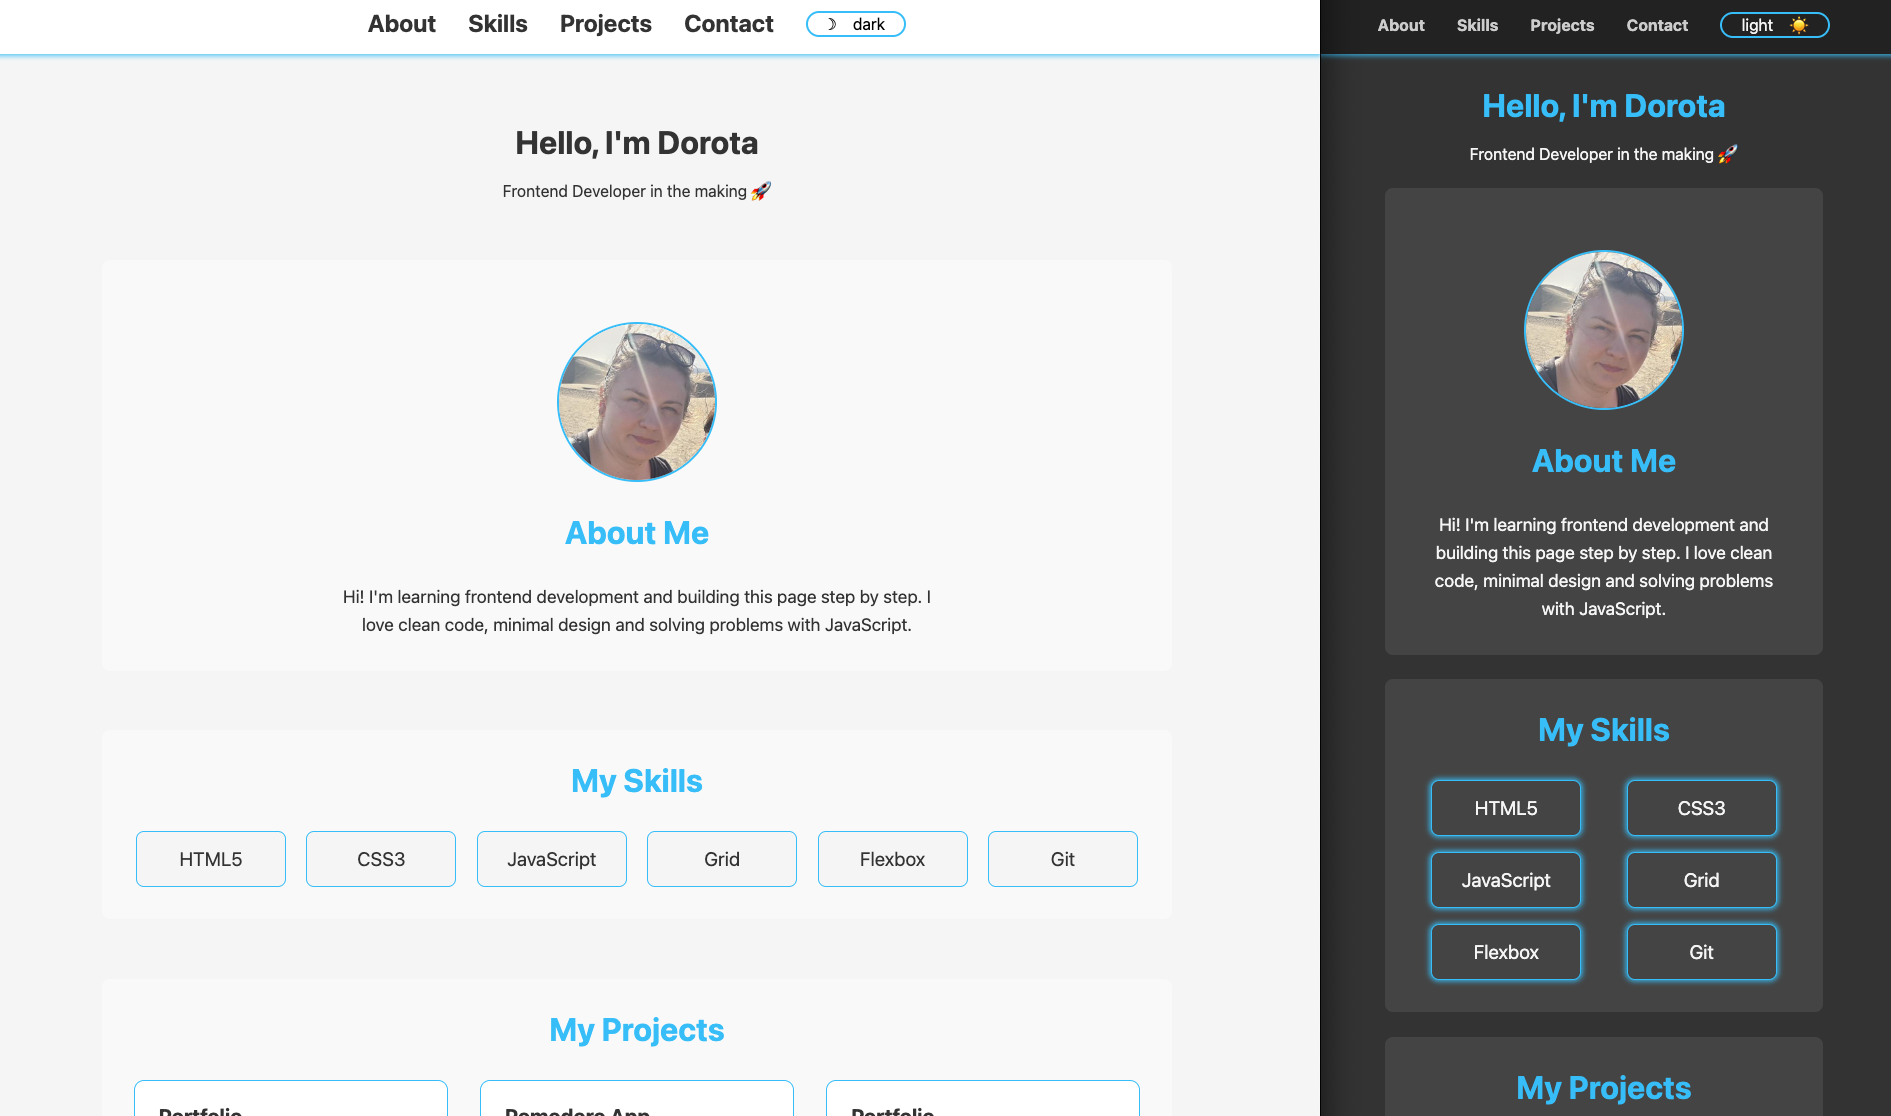 About Skills Projects Contact ☽ dark
Hello, I'm Dorota
Frontend Developer in the making 🚀
About Me
Hi! I'm learning frontend development and building this page step by step. I
love clean code, minimal design and solving problems with JavaScript.
My Skills
HTML5 CSS3 JavaScript Grid Flexbox Git
My Projects
Portfolio Pomodoro App Portfolio
About Skills Projects Contact light ☀️
Hello, I'm Dorota
Frontend Developer in the making 🚀
About Me
Hi! I'm learning frontend development and
building this page step by step. I love clean
code, minimal design and solving problems
with JavaScript.
My Skills
HTML5 CSS3
JavaScript Grid
Flexbox Git
My Projects